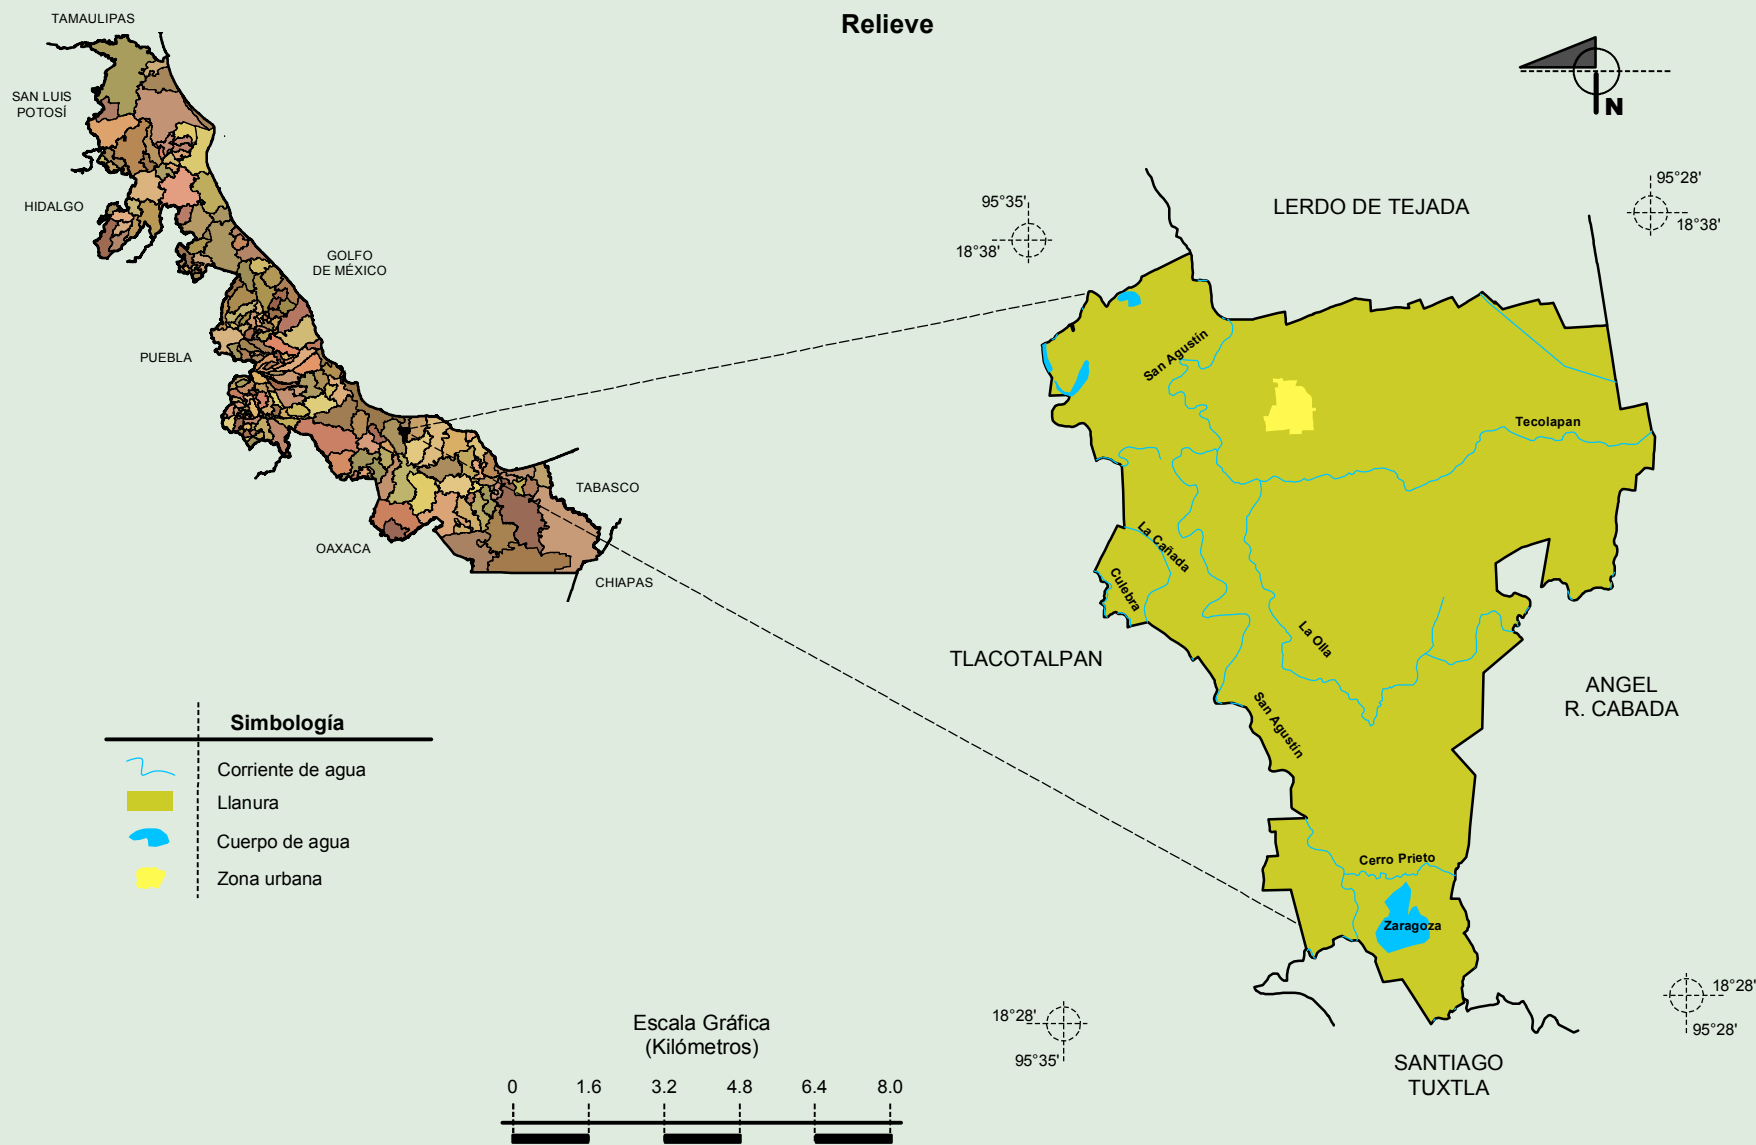 Relieve
TAMAULIPAS
SAN LUIS
POTOSÍ
HIDALGO
GOLFO
DE MÉXICO
PUEBLA
OAXACA
TABASCO
CHIAPAS
N
95°35'
18°38'
95°28'
18°38'
LERDO DE TEJADA
San Agustín
Tecolapan
La Cañada
Culebra
La Olla
TLACOTALPAN
San Agustín
ANGEL
R. CABADA
Cerro Prieto
Zaragoza
18°28'
95°35'
18°28'
95°28'
SANTIAGO
TUXTLA
Simbología
Corriente de agua
Llanura
Cuerpo de agua
Zona urbana
Escala Gráfica
(Kilómetros)
0 1.6 3.2 4.8 6.4 8.0